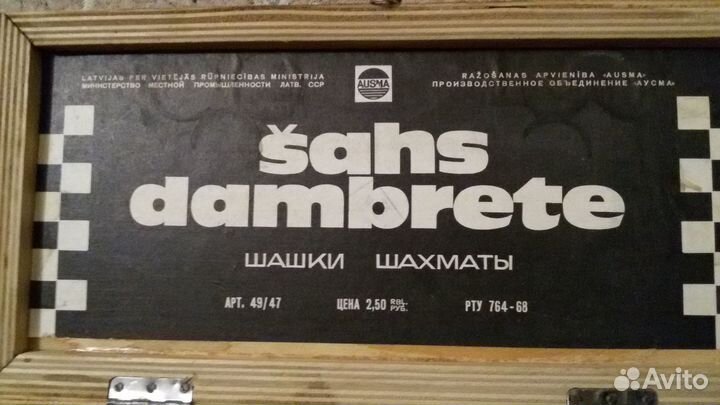 LATVIJAS PSR VIETĒJĀS RŪPNIECĪBAS MINISTRIJA
МИНИСТЕРСТВО МЕСТНОЙ ПРОМЫШЛЕННОСТИ ЛАТВ. ССР
AUSMA
RAŽOŠANAS APVIENĪBA «AUSMA»
ПРОИЗВОДСТВЕННОЕ ОБЪЕДИНЕНИЕ «АУСМА»
šahs
dambrete
ШАШКИ ШАХМАТЫ
АРТ. 49/47 ЦЕНА 2,50 RBL. РУБ. РТУ 764-68
Avito